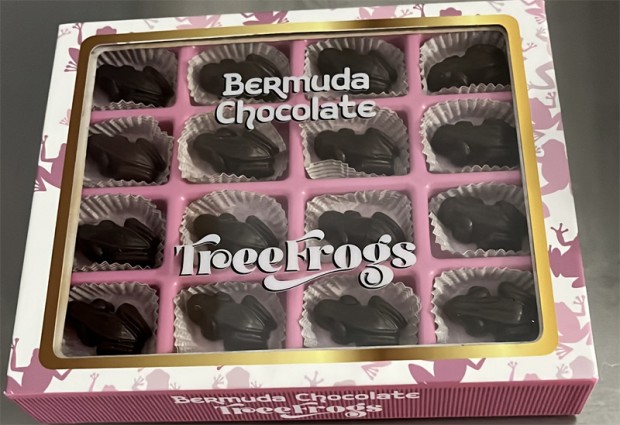 Bermuda
Chocolate
TreeFrogs
Bermuda Chocolate
TreeFrogs